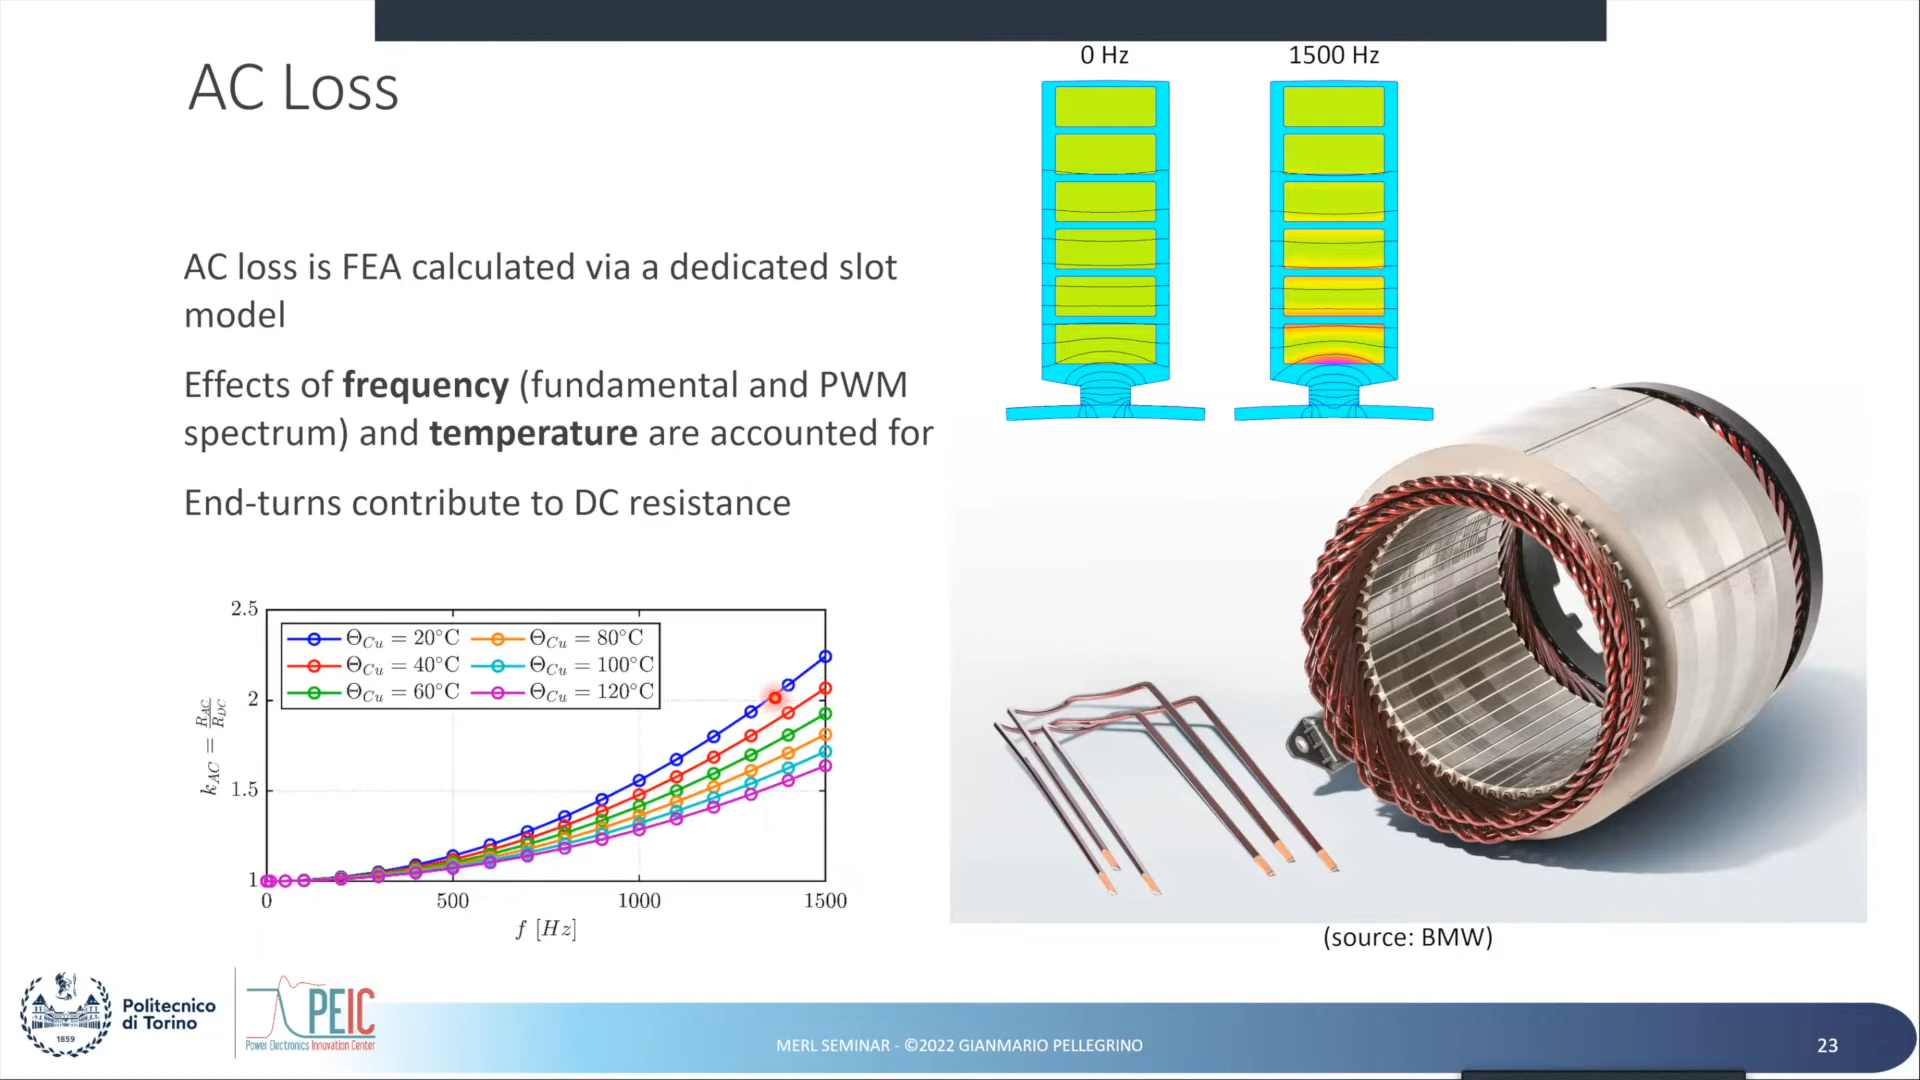 0 Hz
1500 Hz
AC Loss
AC loss is FEA calculated via a dedicated slot
model
Effects of frequency (fundamental and PWM
spectrum) and temperature are accounted for
End-turns contribute to DC resistance
2.5
2
1.5
1
k_AC = R_AC / R_DC
Θ_Cu = 20°C
Θ_Cu = 80°C
Θ_Cu = 40°C
Θ_Cu = 100°C
Θ_Cu = 60°C
Θ_Cu = 120°C
0
500
1000
1500
f [Hz]
(source: BMW)
Politecnico
di Torino
1859
PEIC
Power Electronics Innovation Center
MERL SEMINAR - ©2022 GIANMARIO PELLEGRINO
23